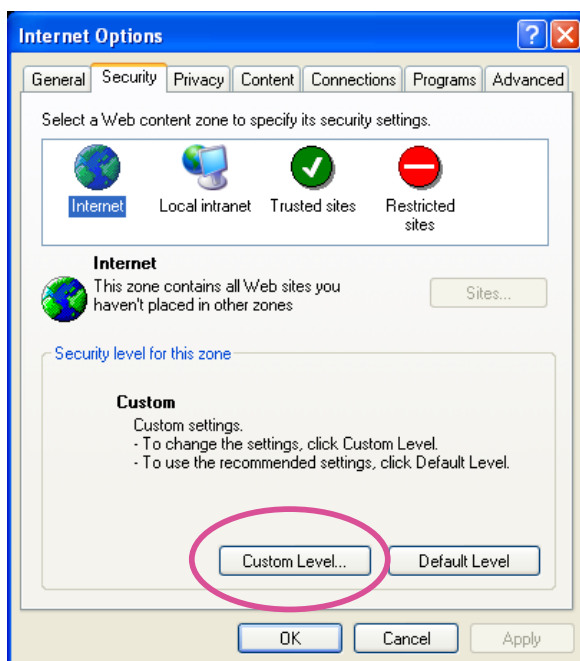 Internet Options
General Security Privacy Content Connections Programs Advanced
Select a Web content zone to specify its security settings.
Internet Local intranet Trusted sites Restricted
sites
Internet
This zone contains all Web sites you
haven't placed in other zones
Sites...
Security level for this zone
Custom
Custom settings.
- To change the settings, click Custom Level.
- To use the recommended settings, click Default Level.
Custom Level... Default Level
OK Cancel Apply